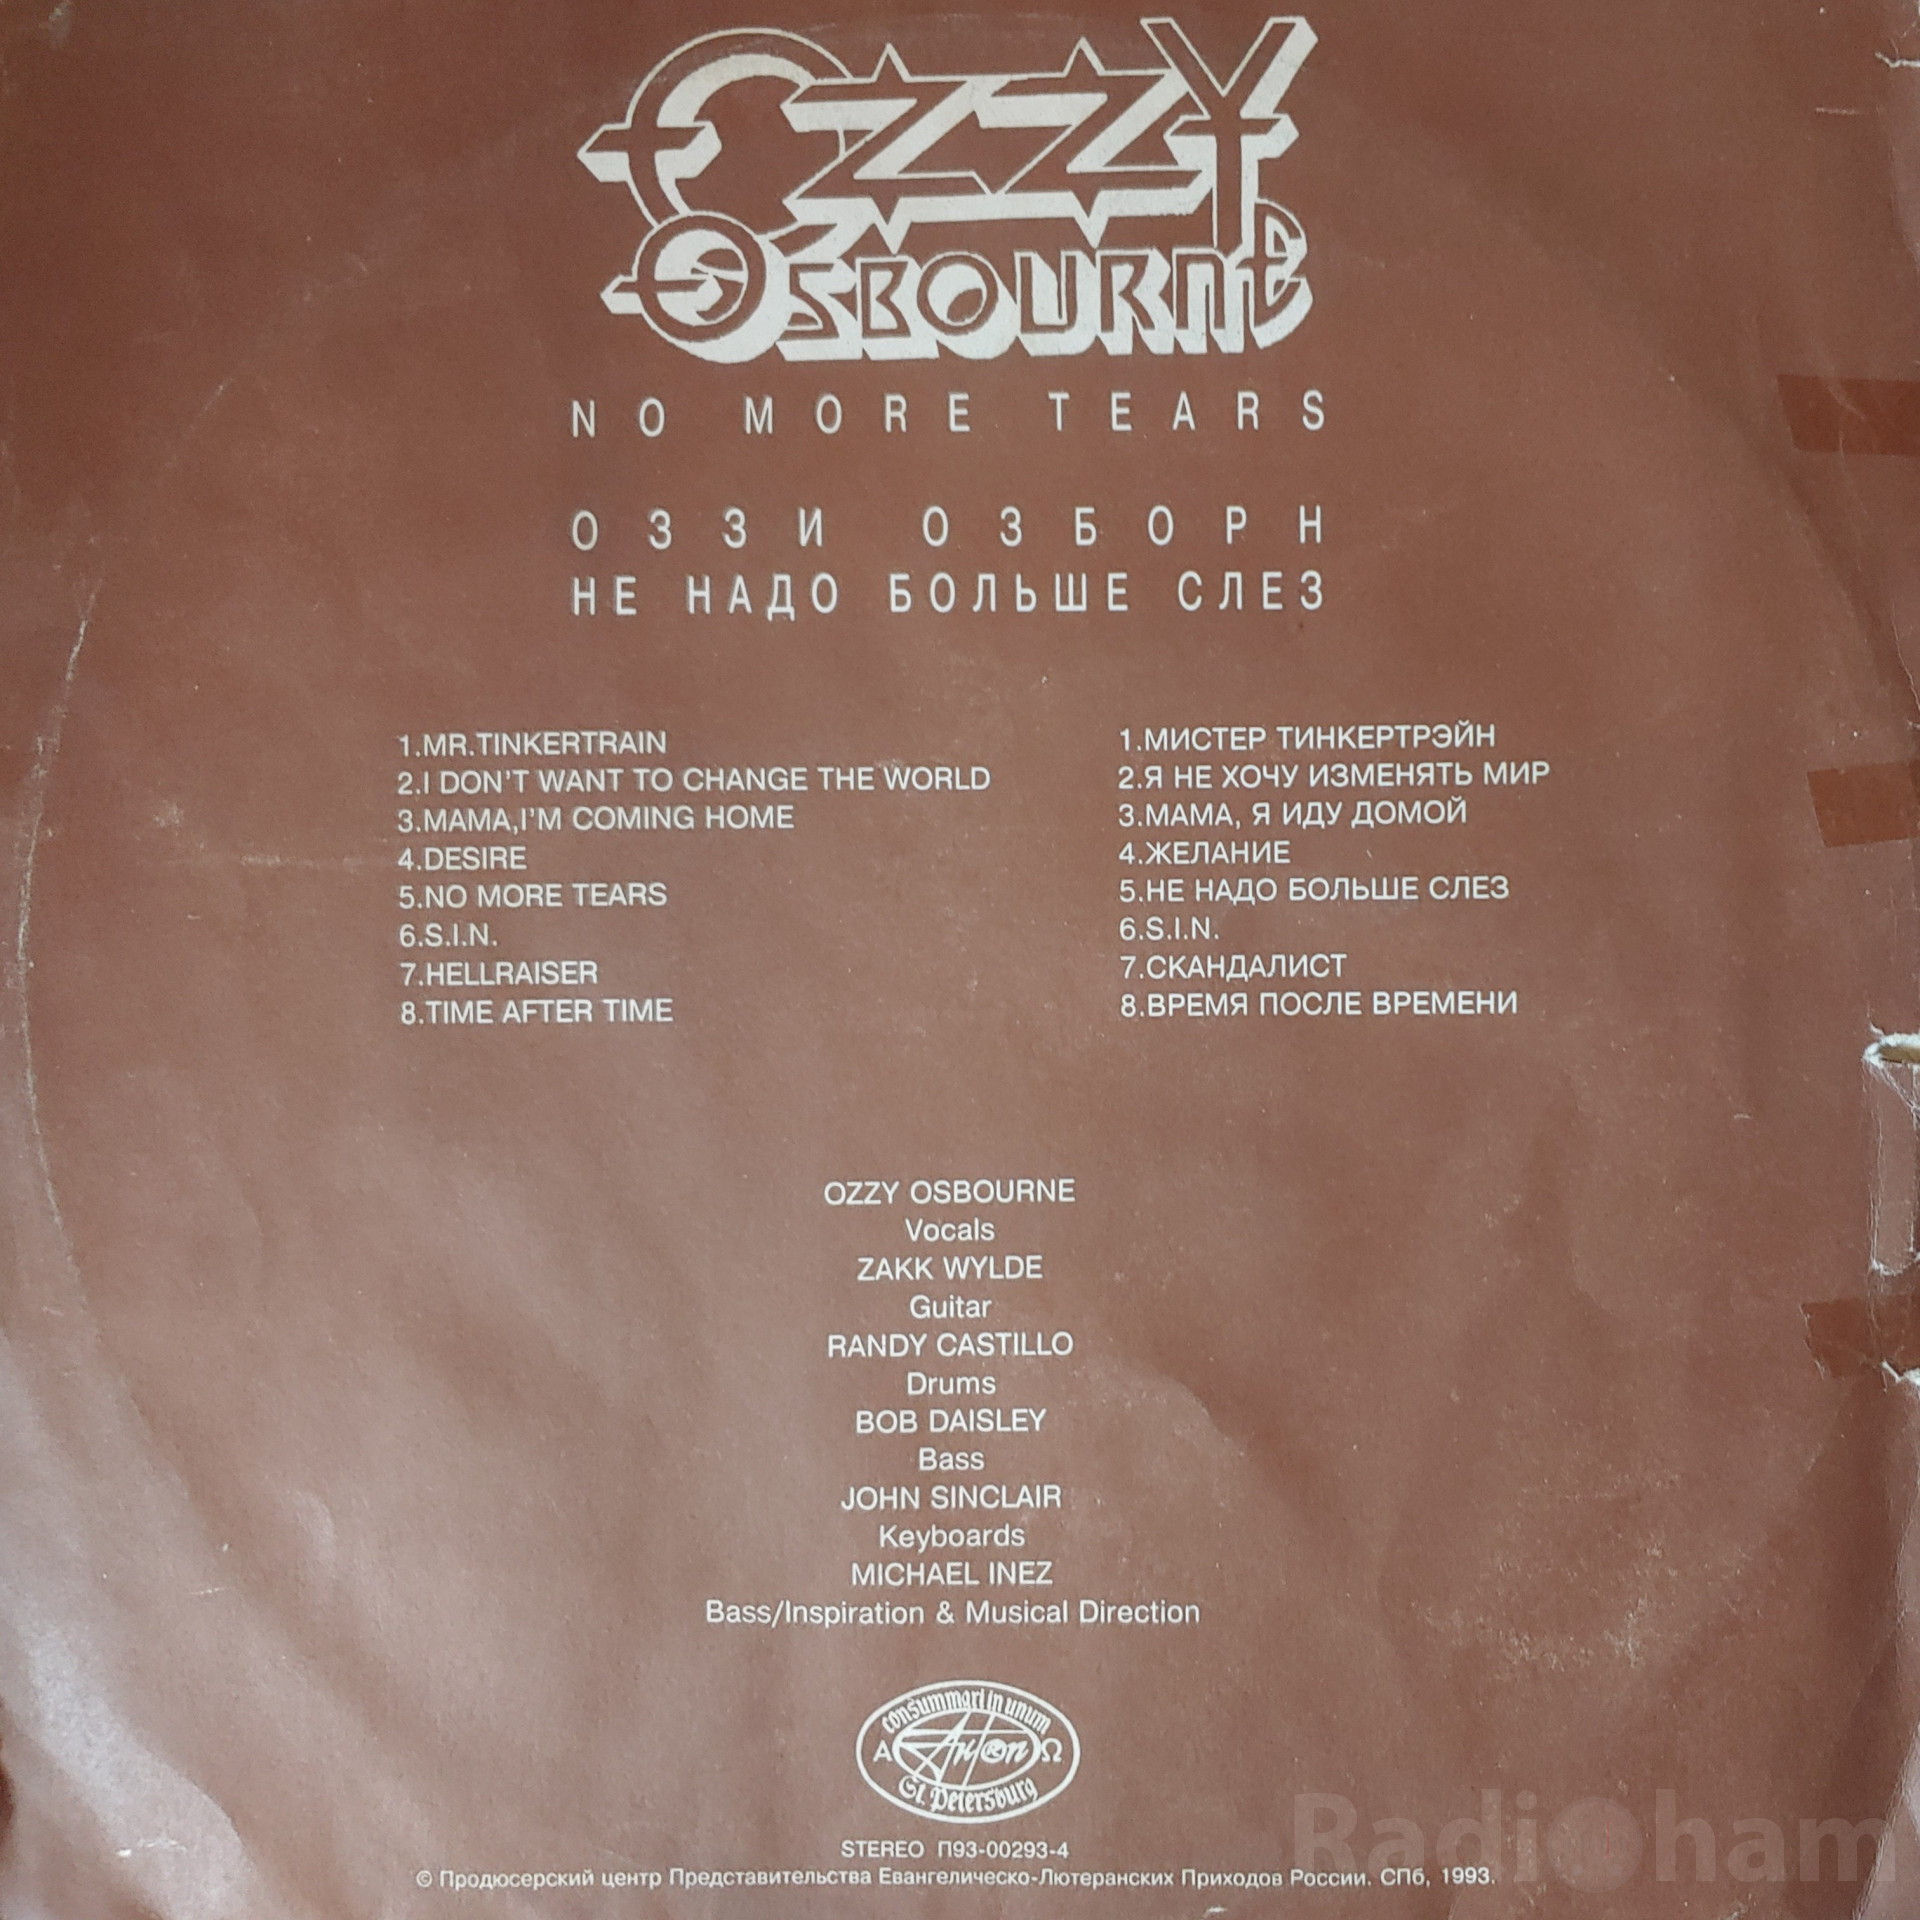 OZZY
OSBOURNE
NO MORE TEARS
ОЗЗИ ОЗБОРН
НЕ НАДО БОЛЬШЕ СЛЕЗ
1.MR.TINKERTRAIN
2.I DON'T WANT TO CHANGE THE WORLD
3.MAMA,I'M COMING HOME
4.DESIRE
5.NO MORE TEARS
6.S.I.N.
7.HELLRAISER
8.TIME AFTER TIME
1.МИСТЕР ТИНКЕРТРЭЙН
2.Я НЕ ХОЧУ ИЗМЕНЯТЬ МИР
3.МАМА, Я ИДУ ДОМОЙ
4.ЖЕЛАНИЕ
5.НЕ НАДО БОЛЬШЕ СЛЕЗ
6.S.I.N.
7.СКАНДАЛИСТ
8.ВРЕМЯ ПОСЛЕ ВРЕМЕНИ
OZZY OSBOURNE
Vocals
ZAKK WYLDE
Guitar
RANDY CASTILLO
Drums
BOB DAISLEY
Bass
JOHN SINCLAIR
Keyboards
MICHAEL INEZ
Bass/Inspiration & Musical Direction
consummari in unum
A AnTon Ω
St. Petersburg
STEREO П93-00293-4
© Продюсерский центр Представительства Евангелическо-Лютеранских Приходов России. СПб, 1993.
Radioham